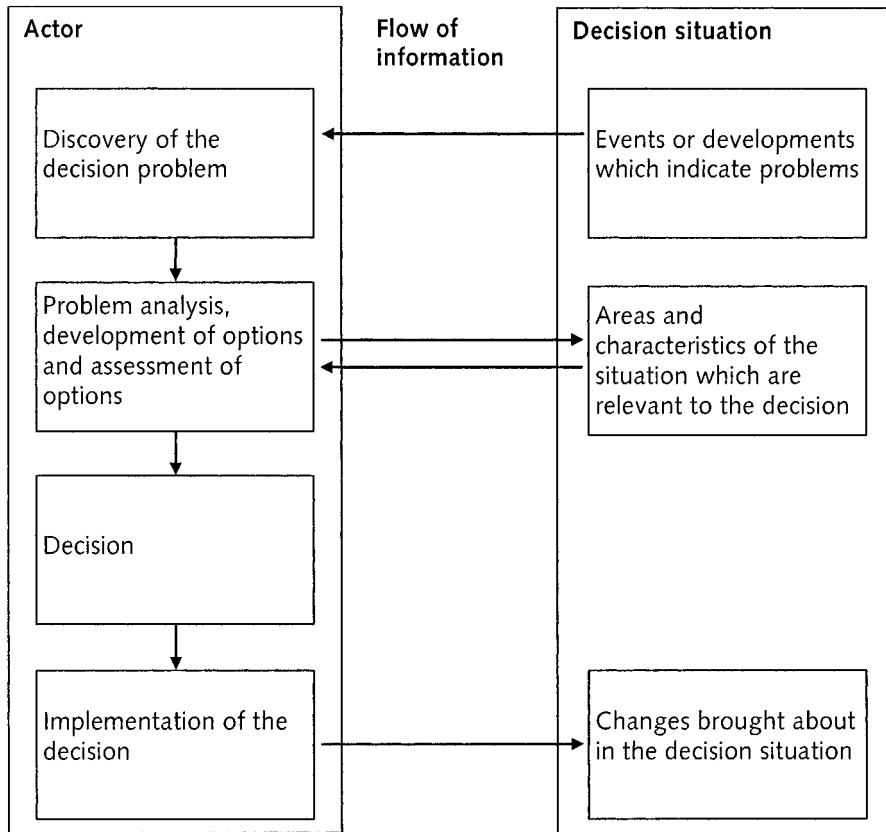 Actor
Flow of
information
Decision situation
Discovery of the
decision problem
Events or developments
which indicate problems
Problem analysis,
development of options
and assessment of
options
Areas and
characteristics of the
situation which are
relevant to the decision
Decision
Implementation of the
decision
Changes brought about
in the decision situation